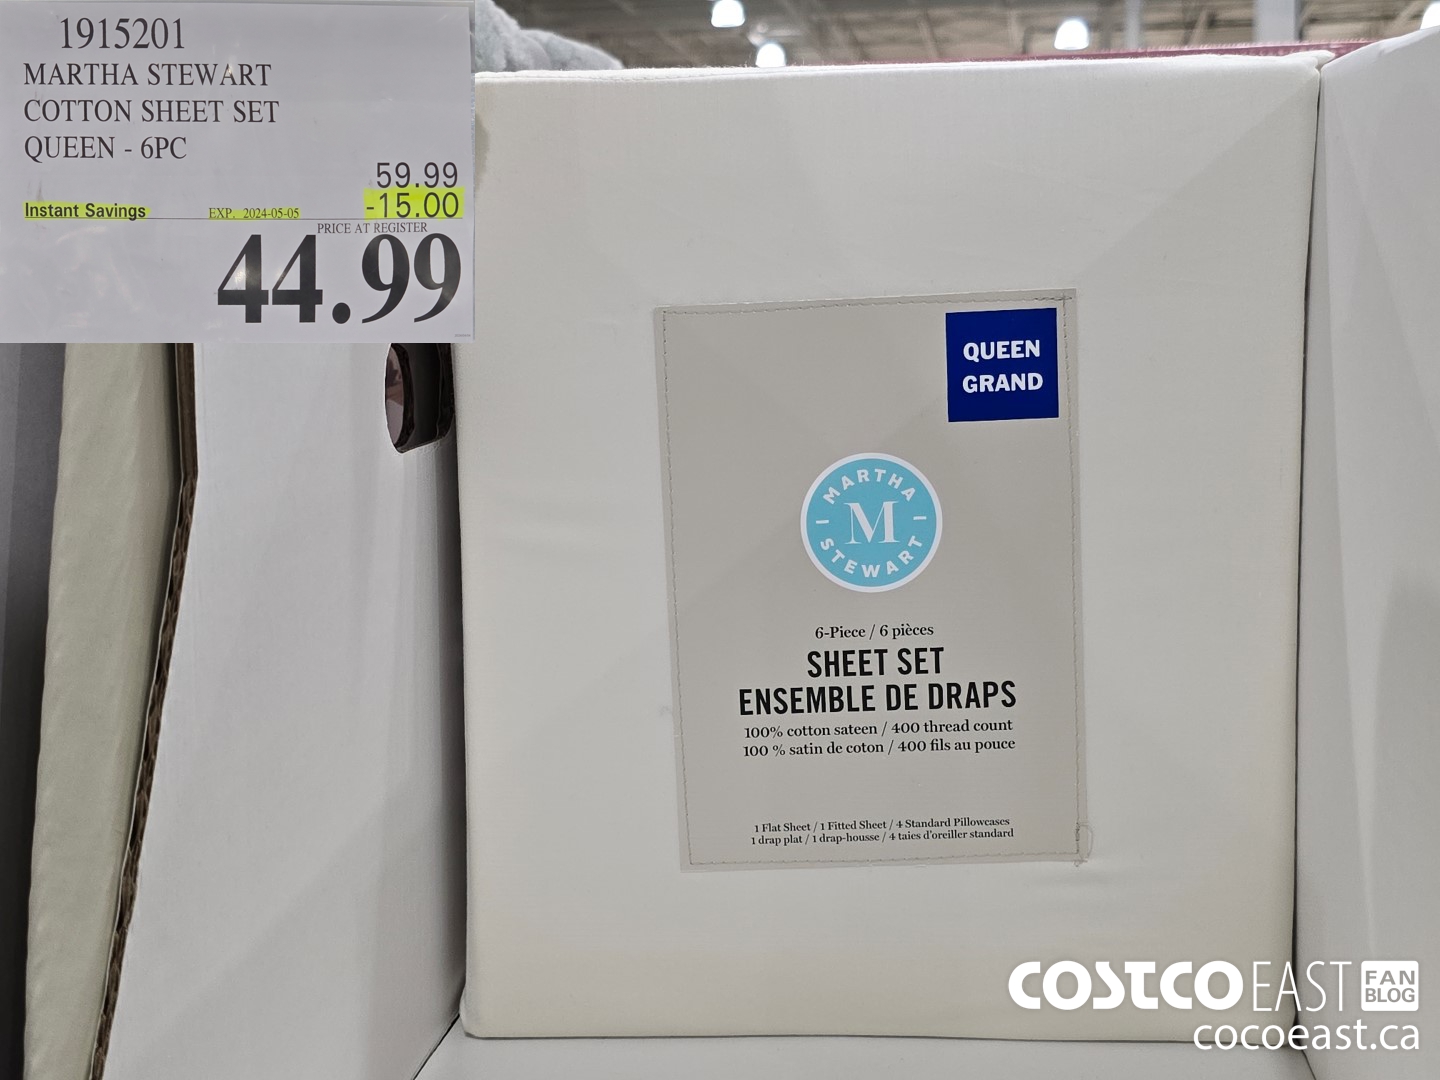 1915201
MARTHA STEWART
COTTON SHEET SET
QUEEN - 6PC
59.99
Instant Savings EXP. 2024-05-05 -15.00
PRICE AT REGISTER
44.99
QUEEN
GRAND
MARTHA
M
STEWART
6-Piece / 6 pièces
SHEET SET
ENSEMBLE DE DRAPS
100% cotton sateen / 400 thread count
100 % satin de coton / 400 fils au pouce
1 Flat Sheet / 1 Fitted Sheet / 4 Standard Pillowcases
1 drap plat / 1 drap-housse / 4 taies d'oreiller standard
COSTCO EAST FAN BLOG
cocoeast.ca